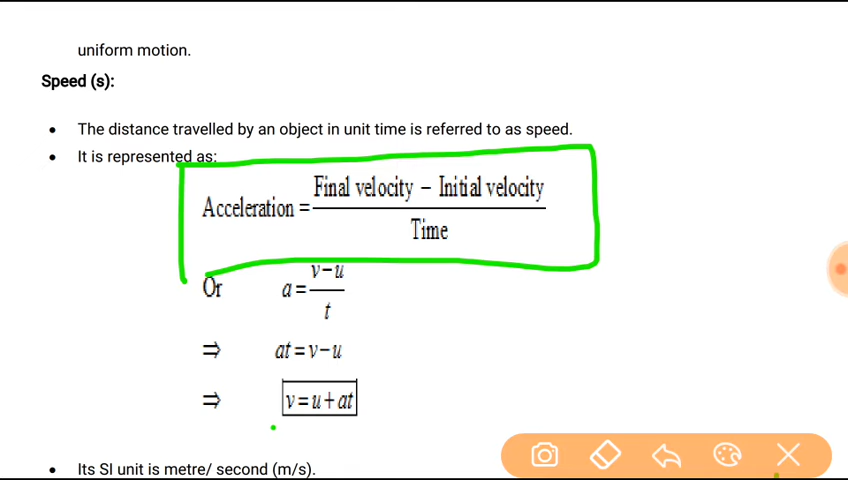 uniform motion.
Speed (s):
• The distance travelled by an object in unit time is referred to as speed.
• It is represented as:
Acceleration = (Final velocity − Initial velocity) / Time
Or a = (v−u) / t
⇒ at = v−u
⇒ v = u + at
• Its SI unit is metre/ second (m/s).